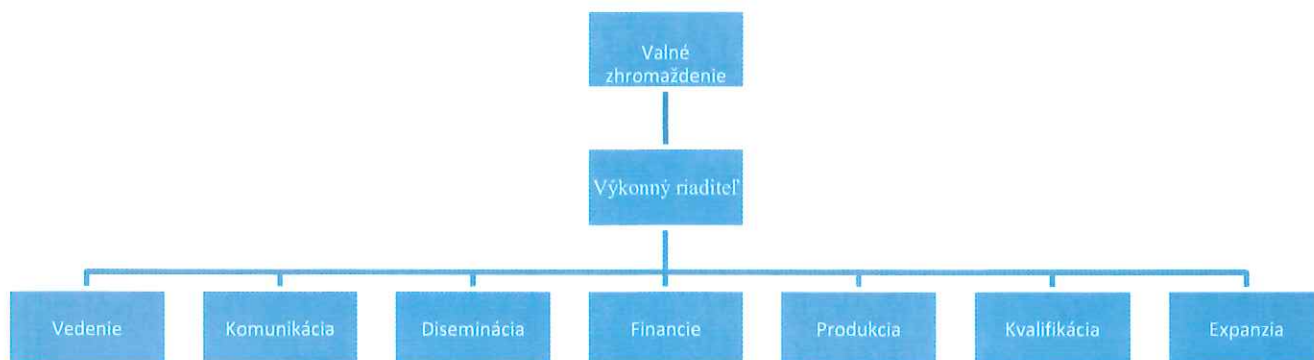 Valné
zhromaždenie
Výkonný riaditeľ
Vedenie
Komunikácia
Diseminácia
Financie
Produkcia
Kvalifikácia
Expanzia